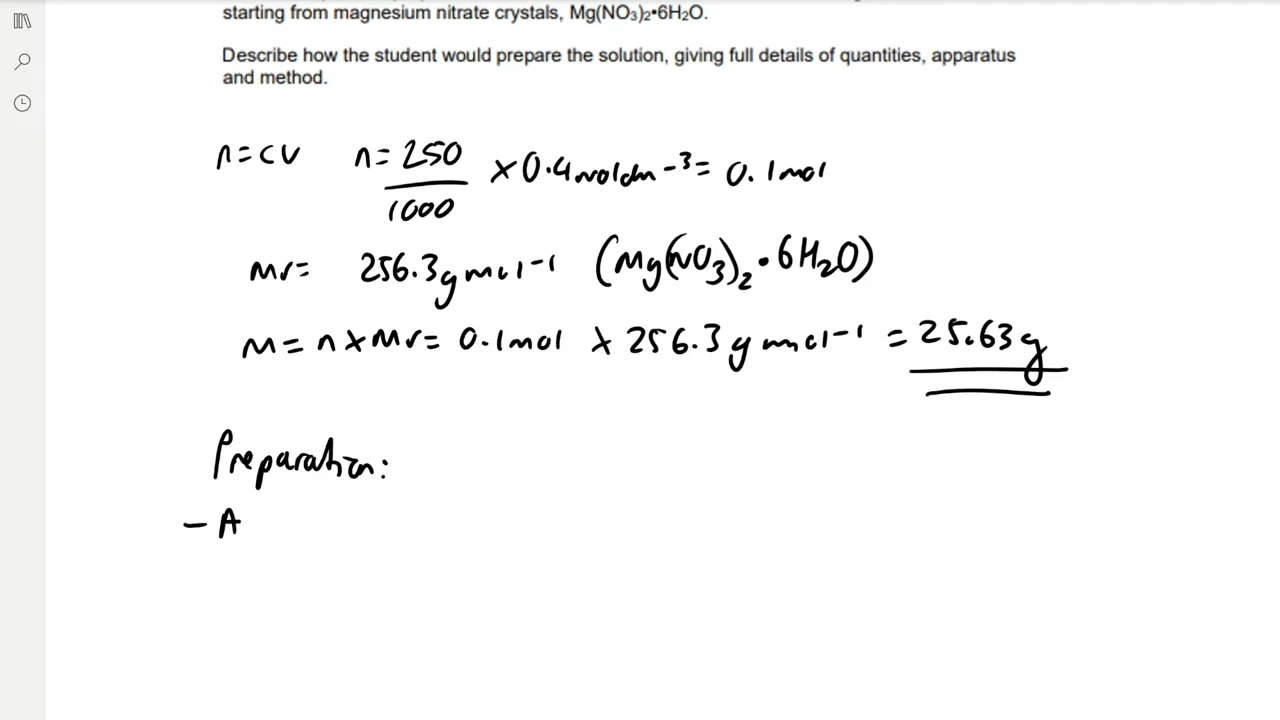 starting from magnesium nitrate crystals, Mg(NO₃)₂•6H₂O.
Describe how the student would prepare the solution, giving full details of quantities, apparatus
and method.
n=cv n=250/1000 × 0.4moldm⁻³= 0.1mol
Mr= 256.3gmol⁻¹ (Mg(NO₃)₂•6H₂O)
m=n×Mr= 0.1mol × 256.3gmol⁻¹ = 25.63g
Preparation:
- A